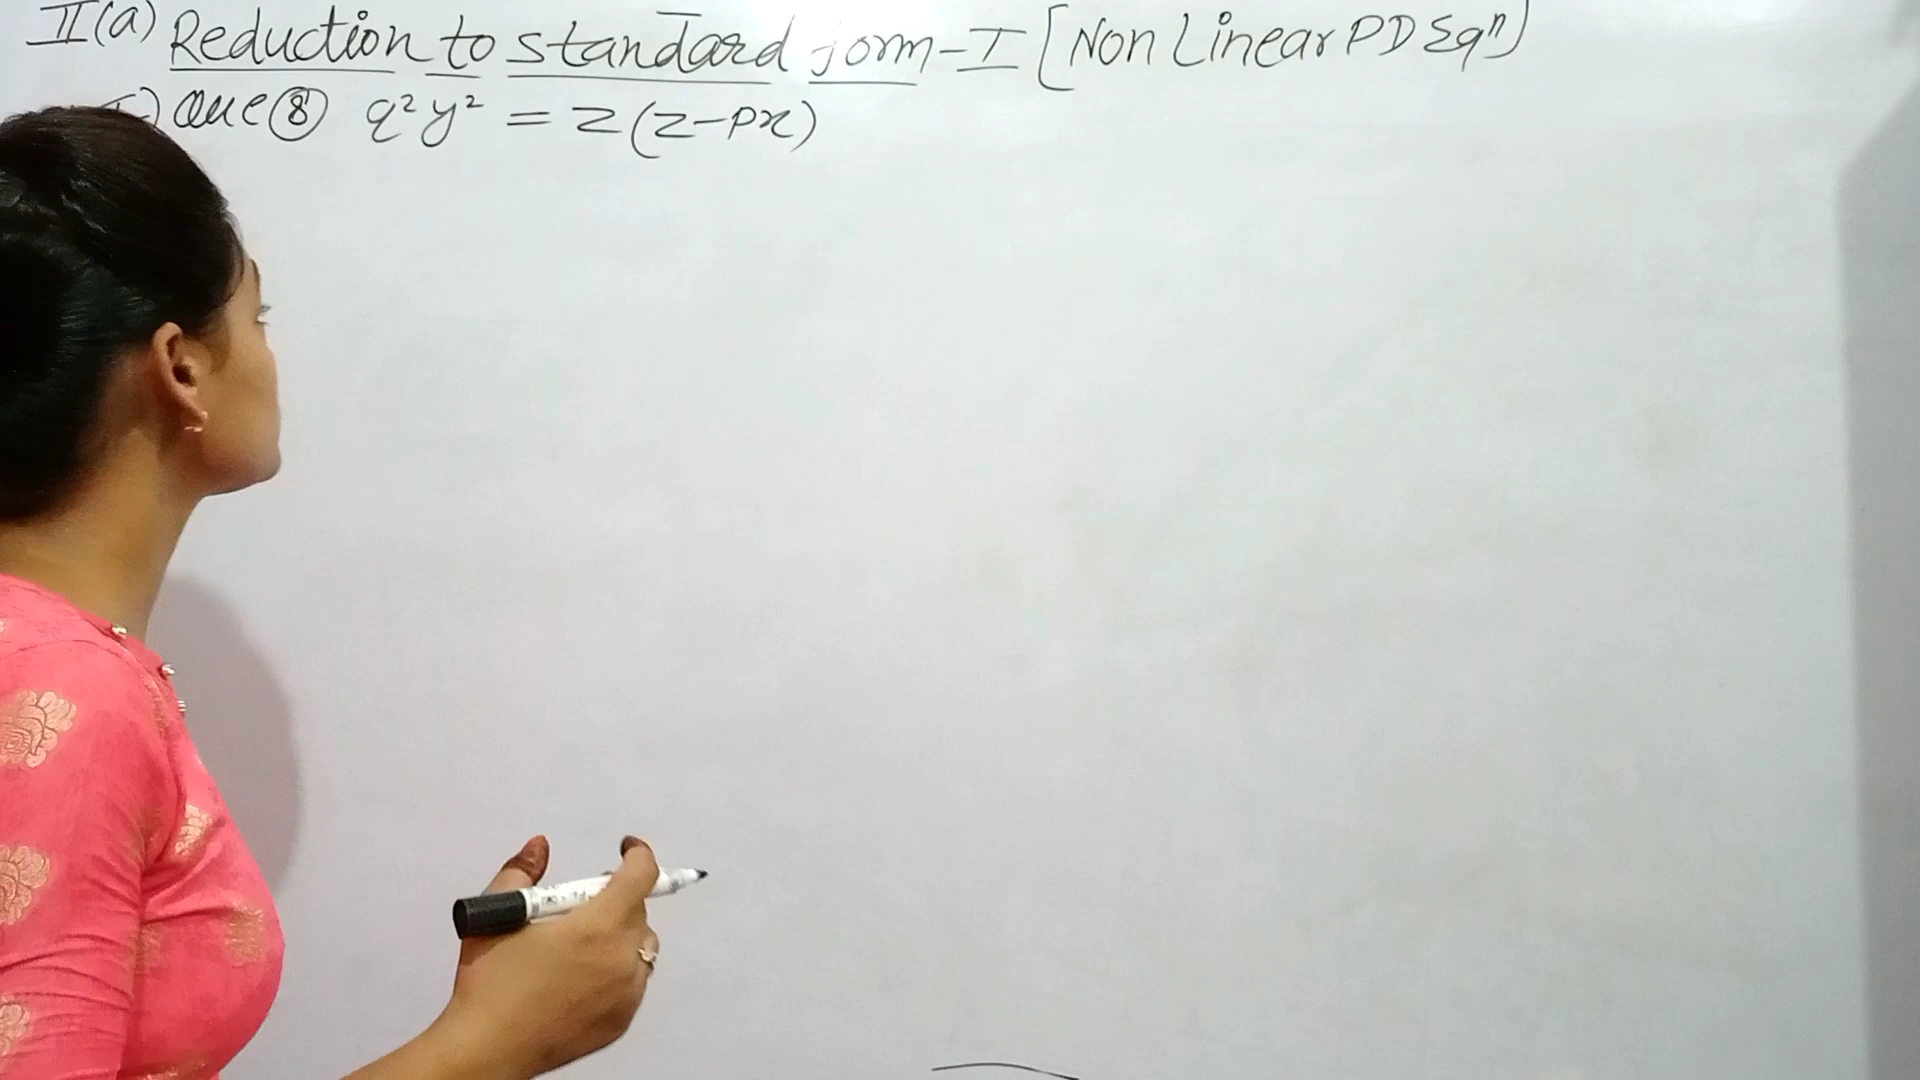 II(a) Reduction to standard form-I [Non Linear PD Eqⁿ]
) Que ⑧ q²y² = z(z-px)